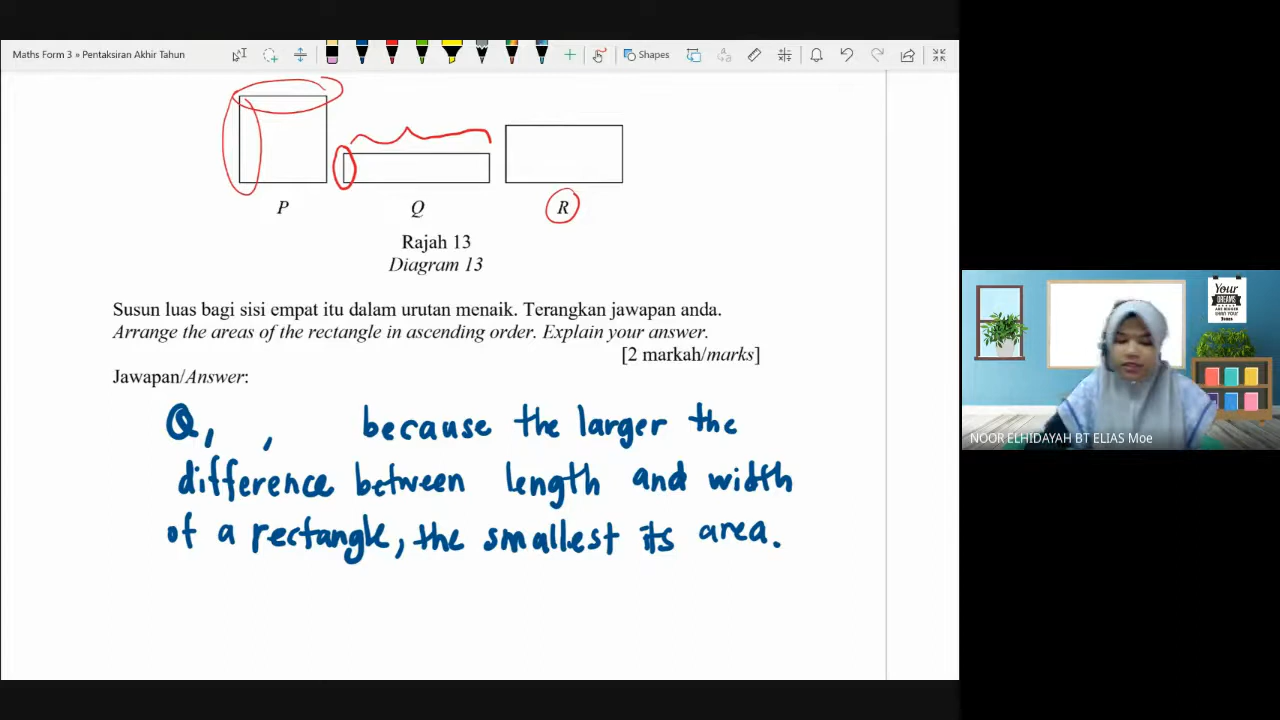 Maths Form 3 » Pentaksiran Akhir Tahun
Shapes
P
Q
R
Rajah 13
Diagram 13
Susun luas bagi sisi empat itu dalam urutan menaik. Terangkan jawapan anda.
Arrange the areas of the rectangle in ascending order. Explain your answer.
[2 markah/marks]
Jawapan/Answer:
Q, , because the larger the
difference between length and width
of a rectangle, the smallest its area.
Your
DREAMS
NOOR ELHIDAYAH BT ELIAS Moe